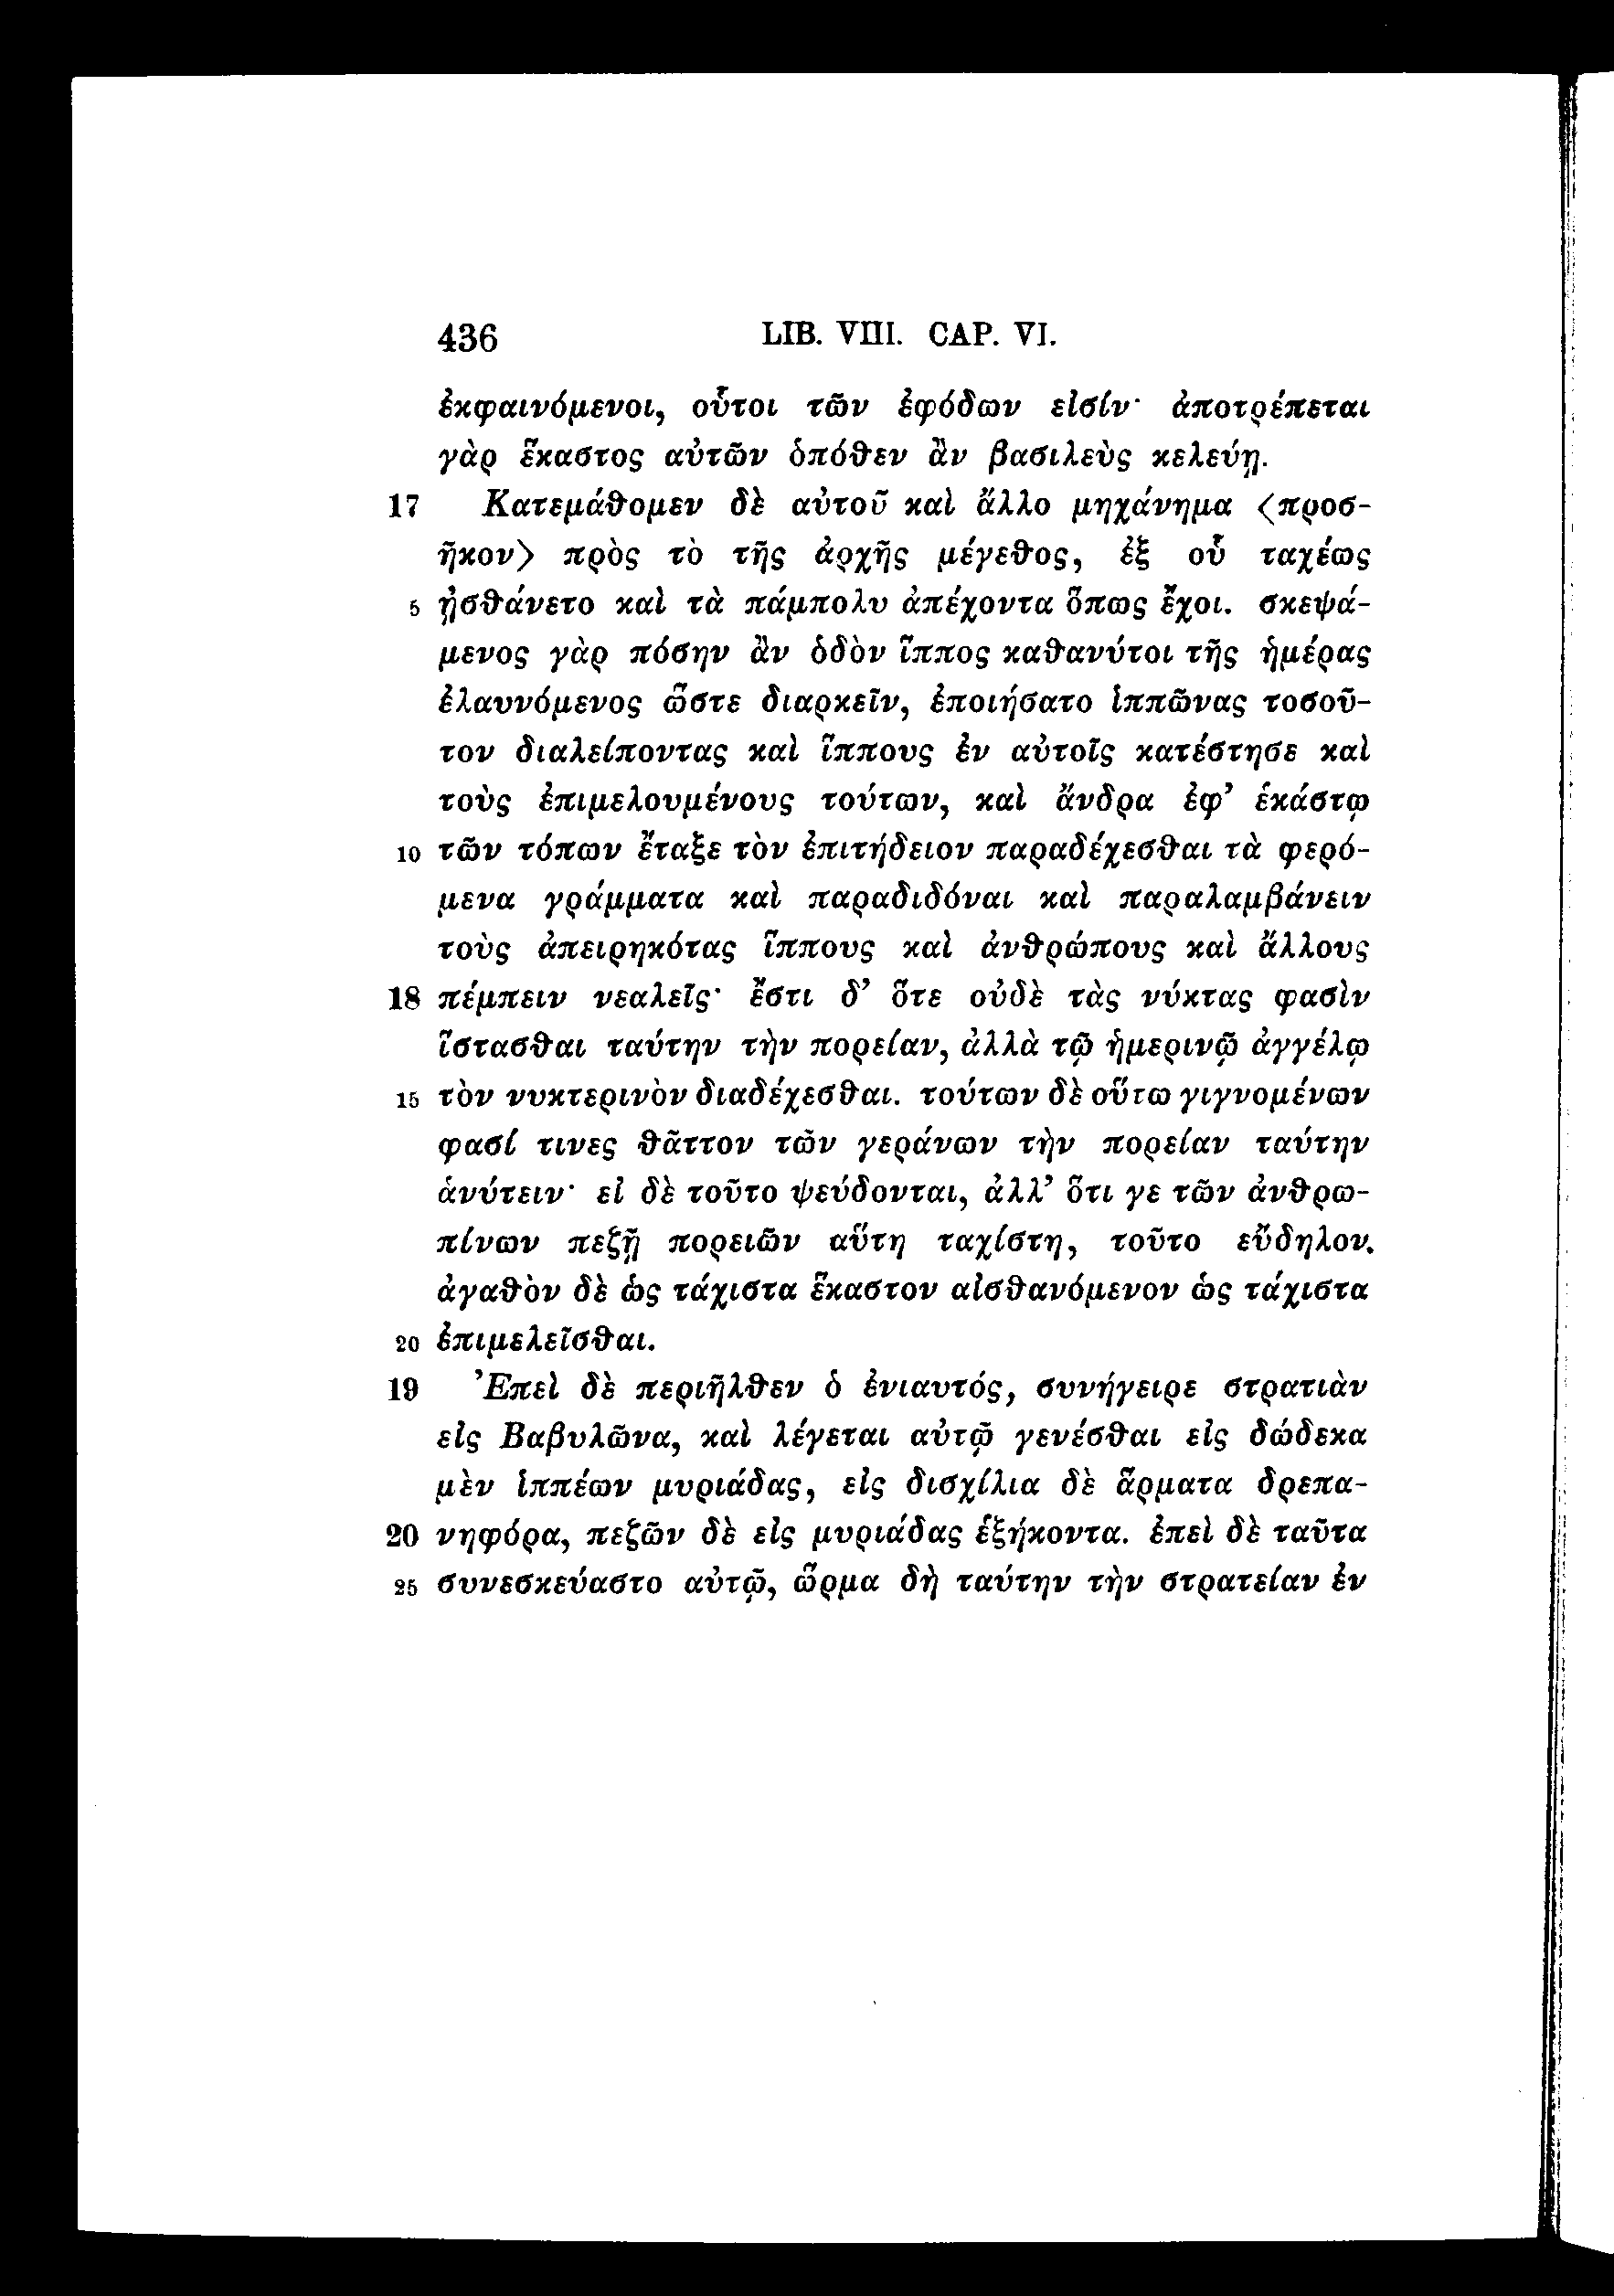 436 LIB. VIII. CAP. VI.
ἐκφαινόμενοι, οὗτοι τῶν ἐφόδων εἰσίν· ἀποτρέπεται
γὰρ ἕκαστος αὐτῶν ὁπόθεν ἂν βασιλεὺς κελεύῃ.
17 Κατεμάθομεν δὲ αὐτοῦ καὶ ἄλλο μηχάνημα <προσ-
ῆκον> πρὸς τὸ τῆς ἀρχῆς μέγεθος, ἐξ οὗ ταχέως
5 ᾐσθάνετο καὶ τὰ πάμπολυ ἀπέχοντα ὅπως ἔχοι. σκεψά-
μενος γὰρ πόσην ἂν ὁδὸν ἵππος καθανύτοι τῆς ἡμέρας
ἐλαυνόμενος ὥστε διαρκεῖν, ἐποιήσατο ἱππῶνας τοσοῦ-
τον διαλείποντας καὶ ἵππους ἐν αὐτοῖς κατέστησε καὶ
τοὺς ἐπιμελουμένους τούτων, καὶ ἄνδρα ἐφ’ ἑκάστῳ
10 τῶν τόπων ἔταξε τὸν ἐπιτήδειον παραδέχεσθαι τὰ φερό-
μενα γράμματα καὶ παραδιδόναι καὶ παραλαμβάνειν
τοὺς ἀπειρηκότας ἵππους καὶ ἀνθρώπους καὶ ἄλλους
18 πέμπειν νεαλεῖς· ἔστι δ’ ὅτε οὐδὲ τὰς νύκτας φασὶν
ἵστασθαι ταύτην τὴν πορείαν, ἀλλὰ τῷ ἡμερινῷ ἀγγέλῳ
15 τὸν νυκτερινὸν διαδέχεσθαι. τούτων δὲ οὕτω γιγνομένων
φασί τινες θᾶττον τῶν γεράνων τὴν πορείαν ταύτην
ἁνύτειν· εἰ δὲ τοῦτο ψεύδονται, ἀλλ’ ὅτι γε τῶν ἀνθρω-
πίνων πεζῇ πορειῶν αὕτη ταχίστη, τοῦτο εὔδηλον.
ἀγαθὸν δὲ ὡς τάχιστα ἕκαστον αἰσθανόμενον ὡς τάχιστα
20 ἐπιμελεῖσθαι.
19 Ἐπεὶ δὲ περιῆλθεν ὁ ἐνιαυτός, συνήγειρε στρατιὰν
εἰς Βαβυλῶνα, καὶ λέγεται αὐτῷ γενέσθαι εἰς δώδεκα
μὲν ἱππέων μυριάδας, εἰς δισχίλια δὲ ἅρματα δρεπα-
20 νηφόρα, πεζῶν δὲ εἰς μυριάδας ἑξήκοντα. ἐπεὶ δὲ ταῦτα
25 συνεσκεύαστο αὐτῷ, ὥρμα δὴ ταύτην τὴν στρατείαν ἐν